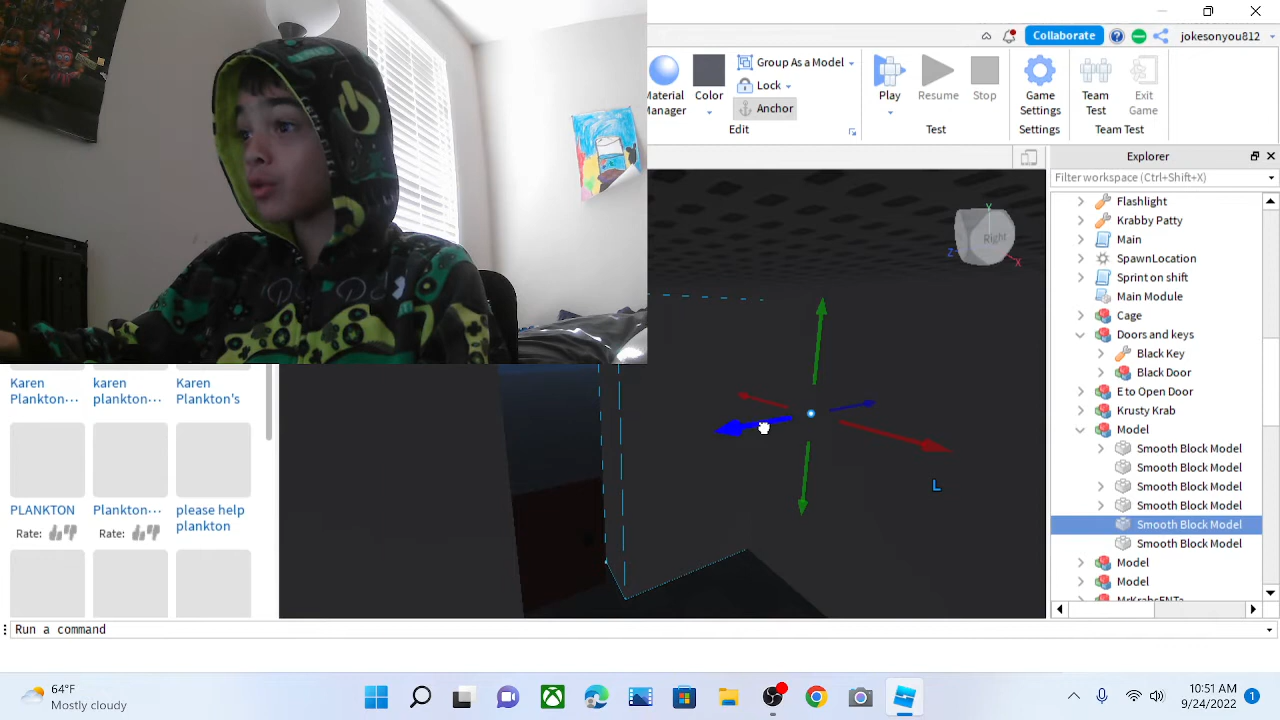 Collaborate
jokesonyou812
Material
Manager
Color
Group As a Model
Lock
Anchor
Edit
Play
Resume
Stop
Test
Game
Settings
Settings
Team
Test
Exit
Game
Team Test
Explorer
Filter workspace (Ctrl+Shift+X)
Flashlight
Krabby Patty
Main
SpawnLocation
Sprint on shift
Main Module
Cage
Doors and keys
Black Key
Black Door
E to Open Door
Krusty Krab
Model
Smooth Block Model
Smooth Block Model
Smooth Block Model
Smooth Block Model
Smooth Block Model
Smooth Block Model
Model
Model
MrKrabsENTa
Y
Right
Z
X
L
Karen
Plankton...
karen
plankton...
Karen
Plankton's
PLANKTON
Rate:
Plankton...
Rate:
please help
plankton
Run a command
64°F
Mostly cloudy
10:51 AM
9/24/2022
1